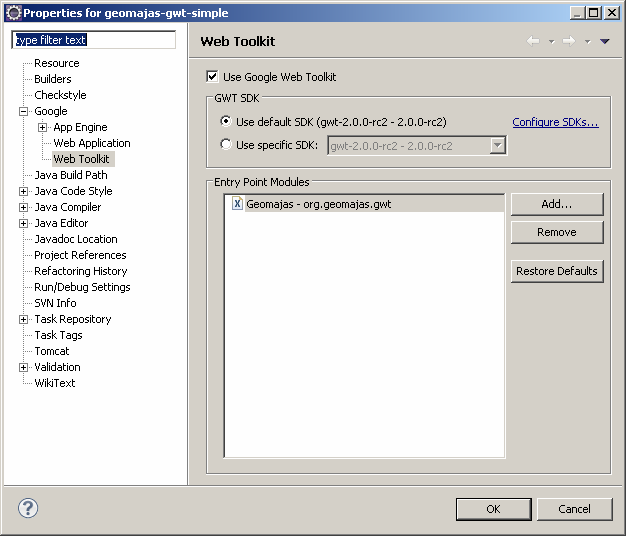 Properties for geomajas-gwt-simple
type filter text
Resource
Builders
Checkstyle
Google
App Engine
Web Application
Web Toolkit
Java Build Path
Java Code Style
Java Compiler
Java Editor
Javadoc Location
Project References
Refactoring History
Run/Debug Settings
SVN Info
Task Repository
Task Tags
Tomcat
Validation
WikiText
Web Toolkit
Use Google Web Toolkit
GWT SDK
Use default SDK (gwt-2.0.0-rc2 - 2.0.0-rc2)
Configure SDKs...
Use specific SDK:
gwt-2.0.0-rc2 - 2.0.0-rc2
Entry Point Modules
Geomajas - org.geomajas.gwt
Add...
Remove
Restore Defaults
?
OK
Cancel